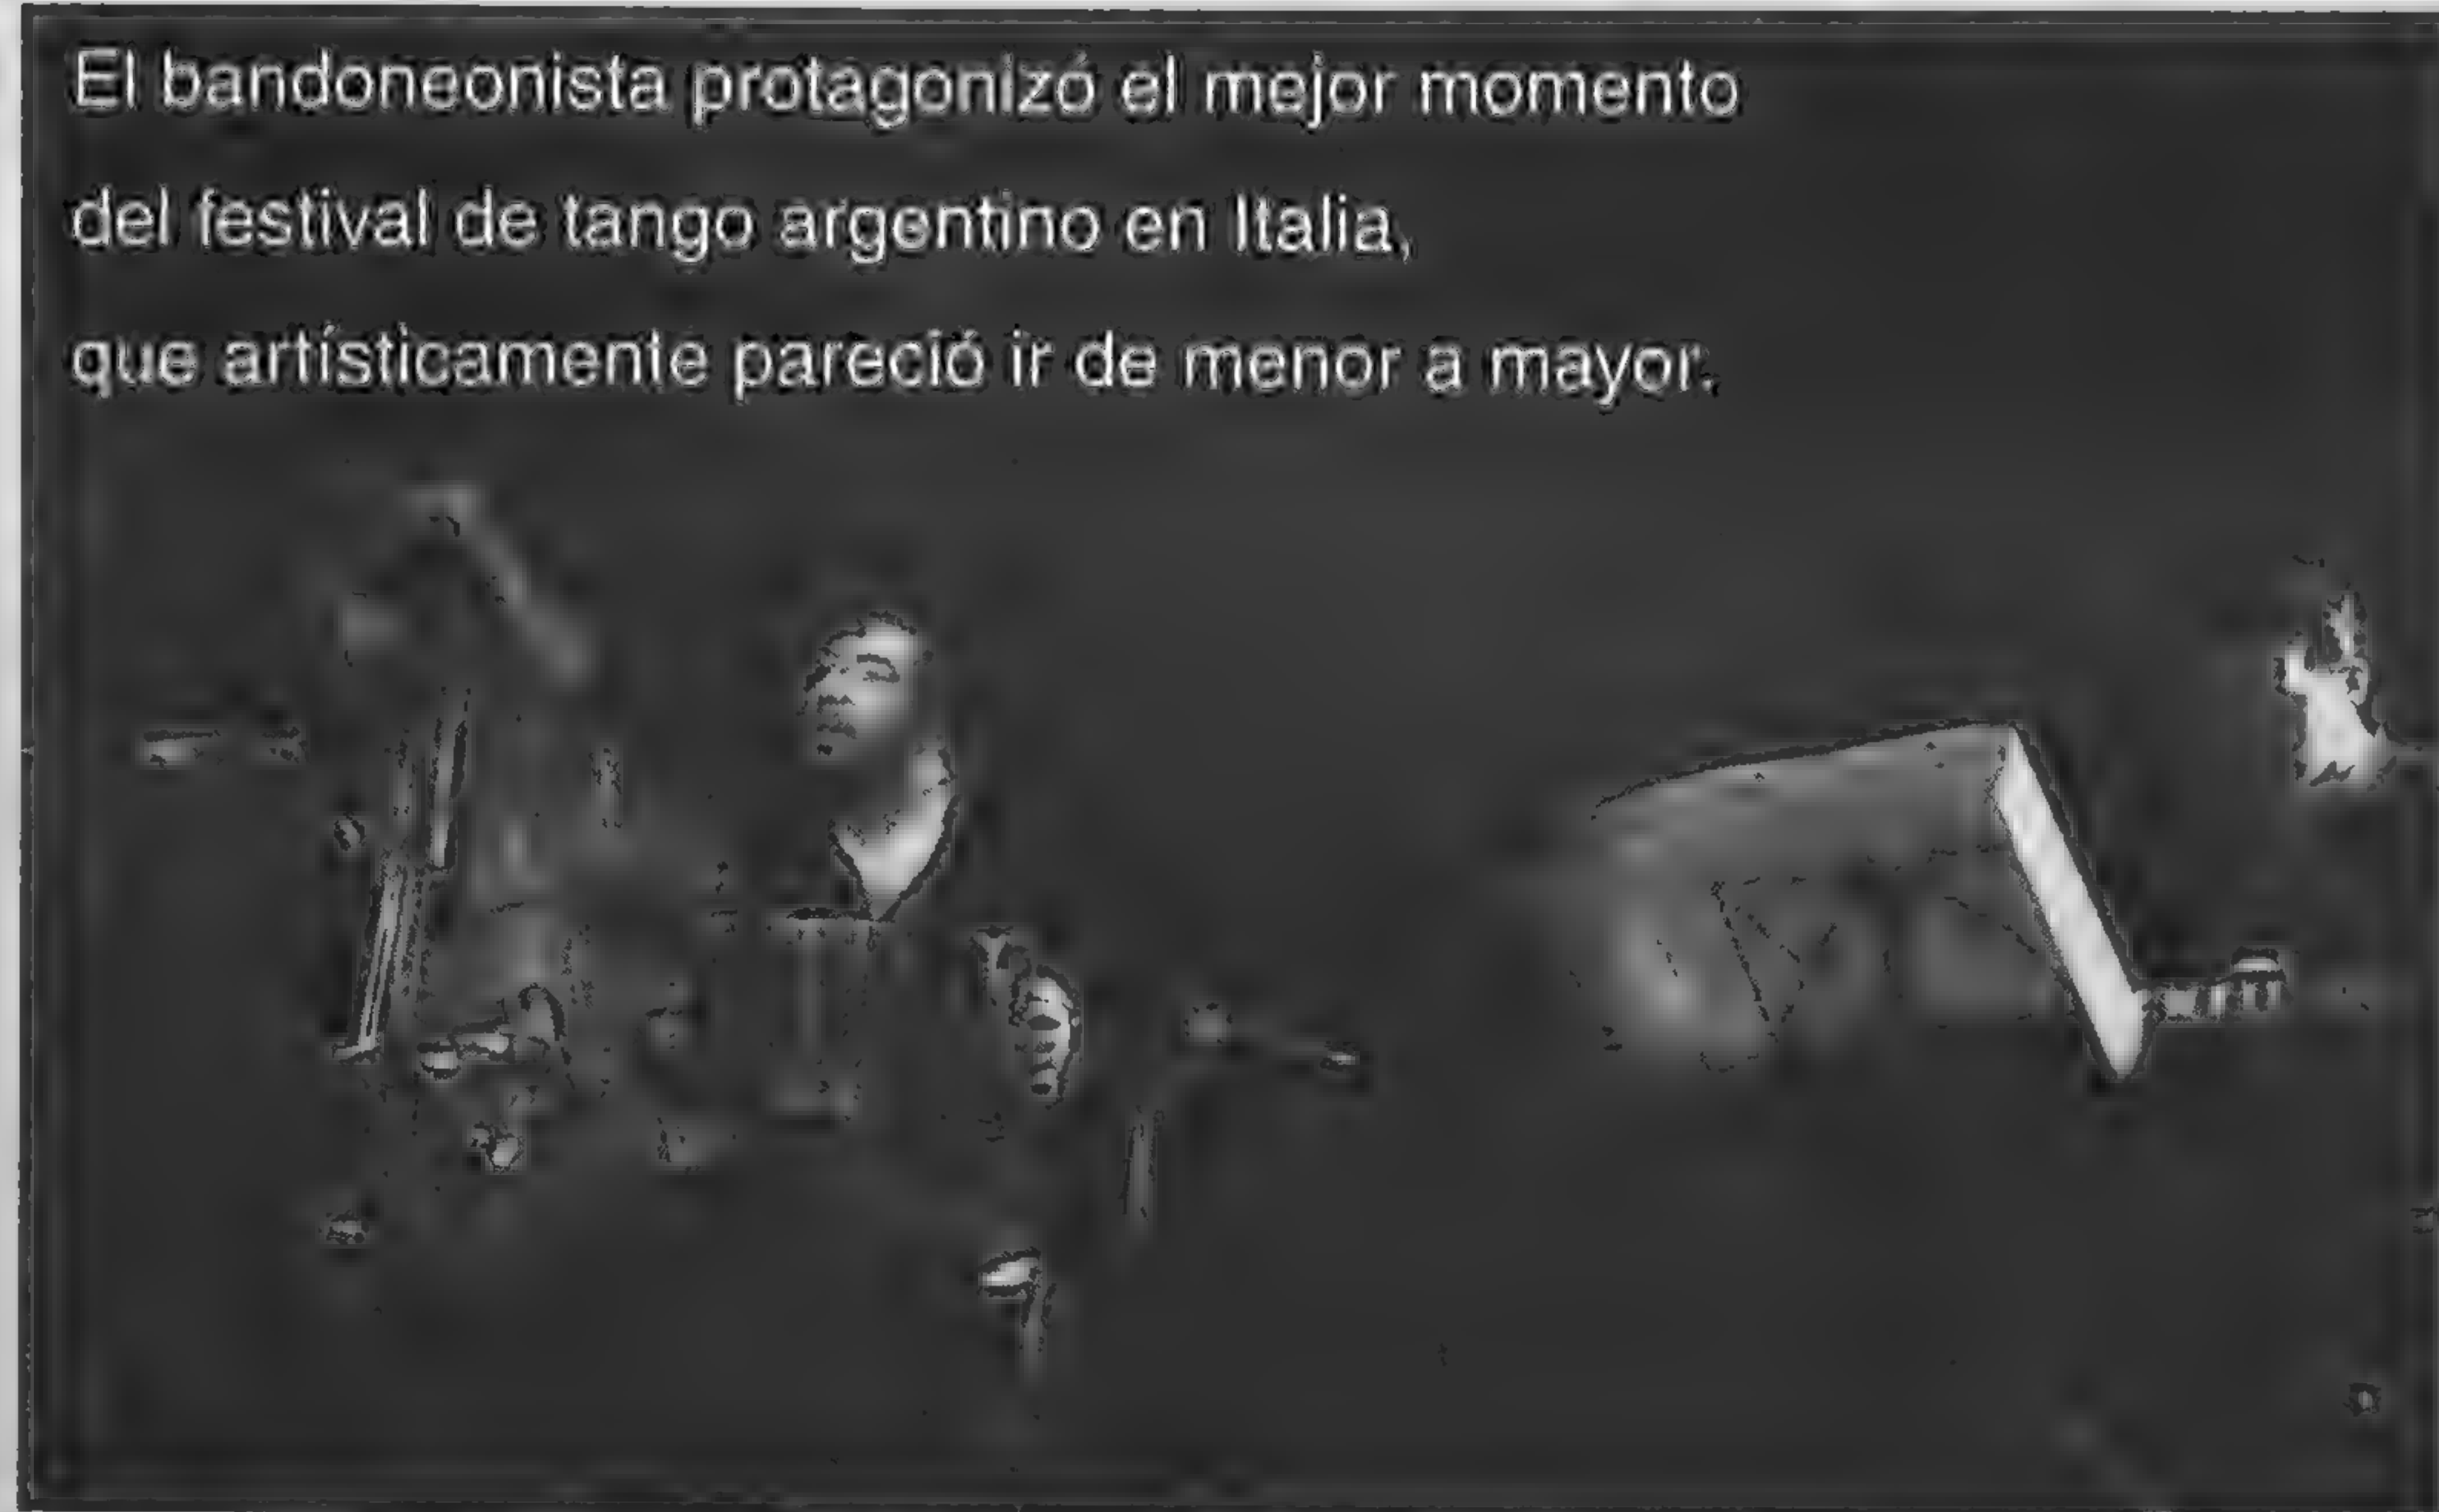 El bandoneonista protagonizó el mejor momento
del festival de tango argentino en Italia,
que artísticamente pareció ir de menor a mayor.